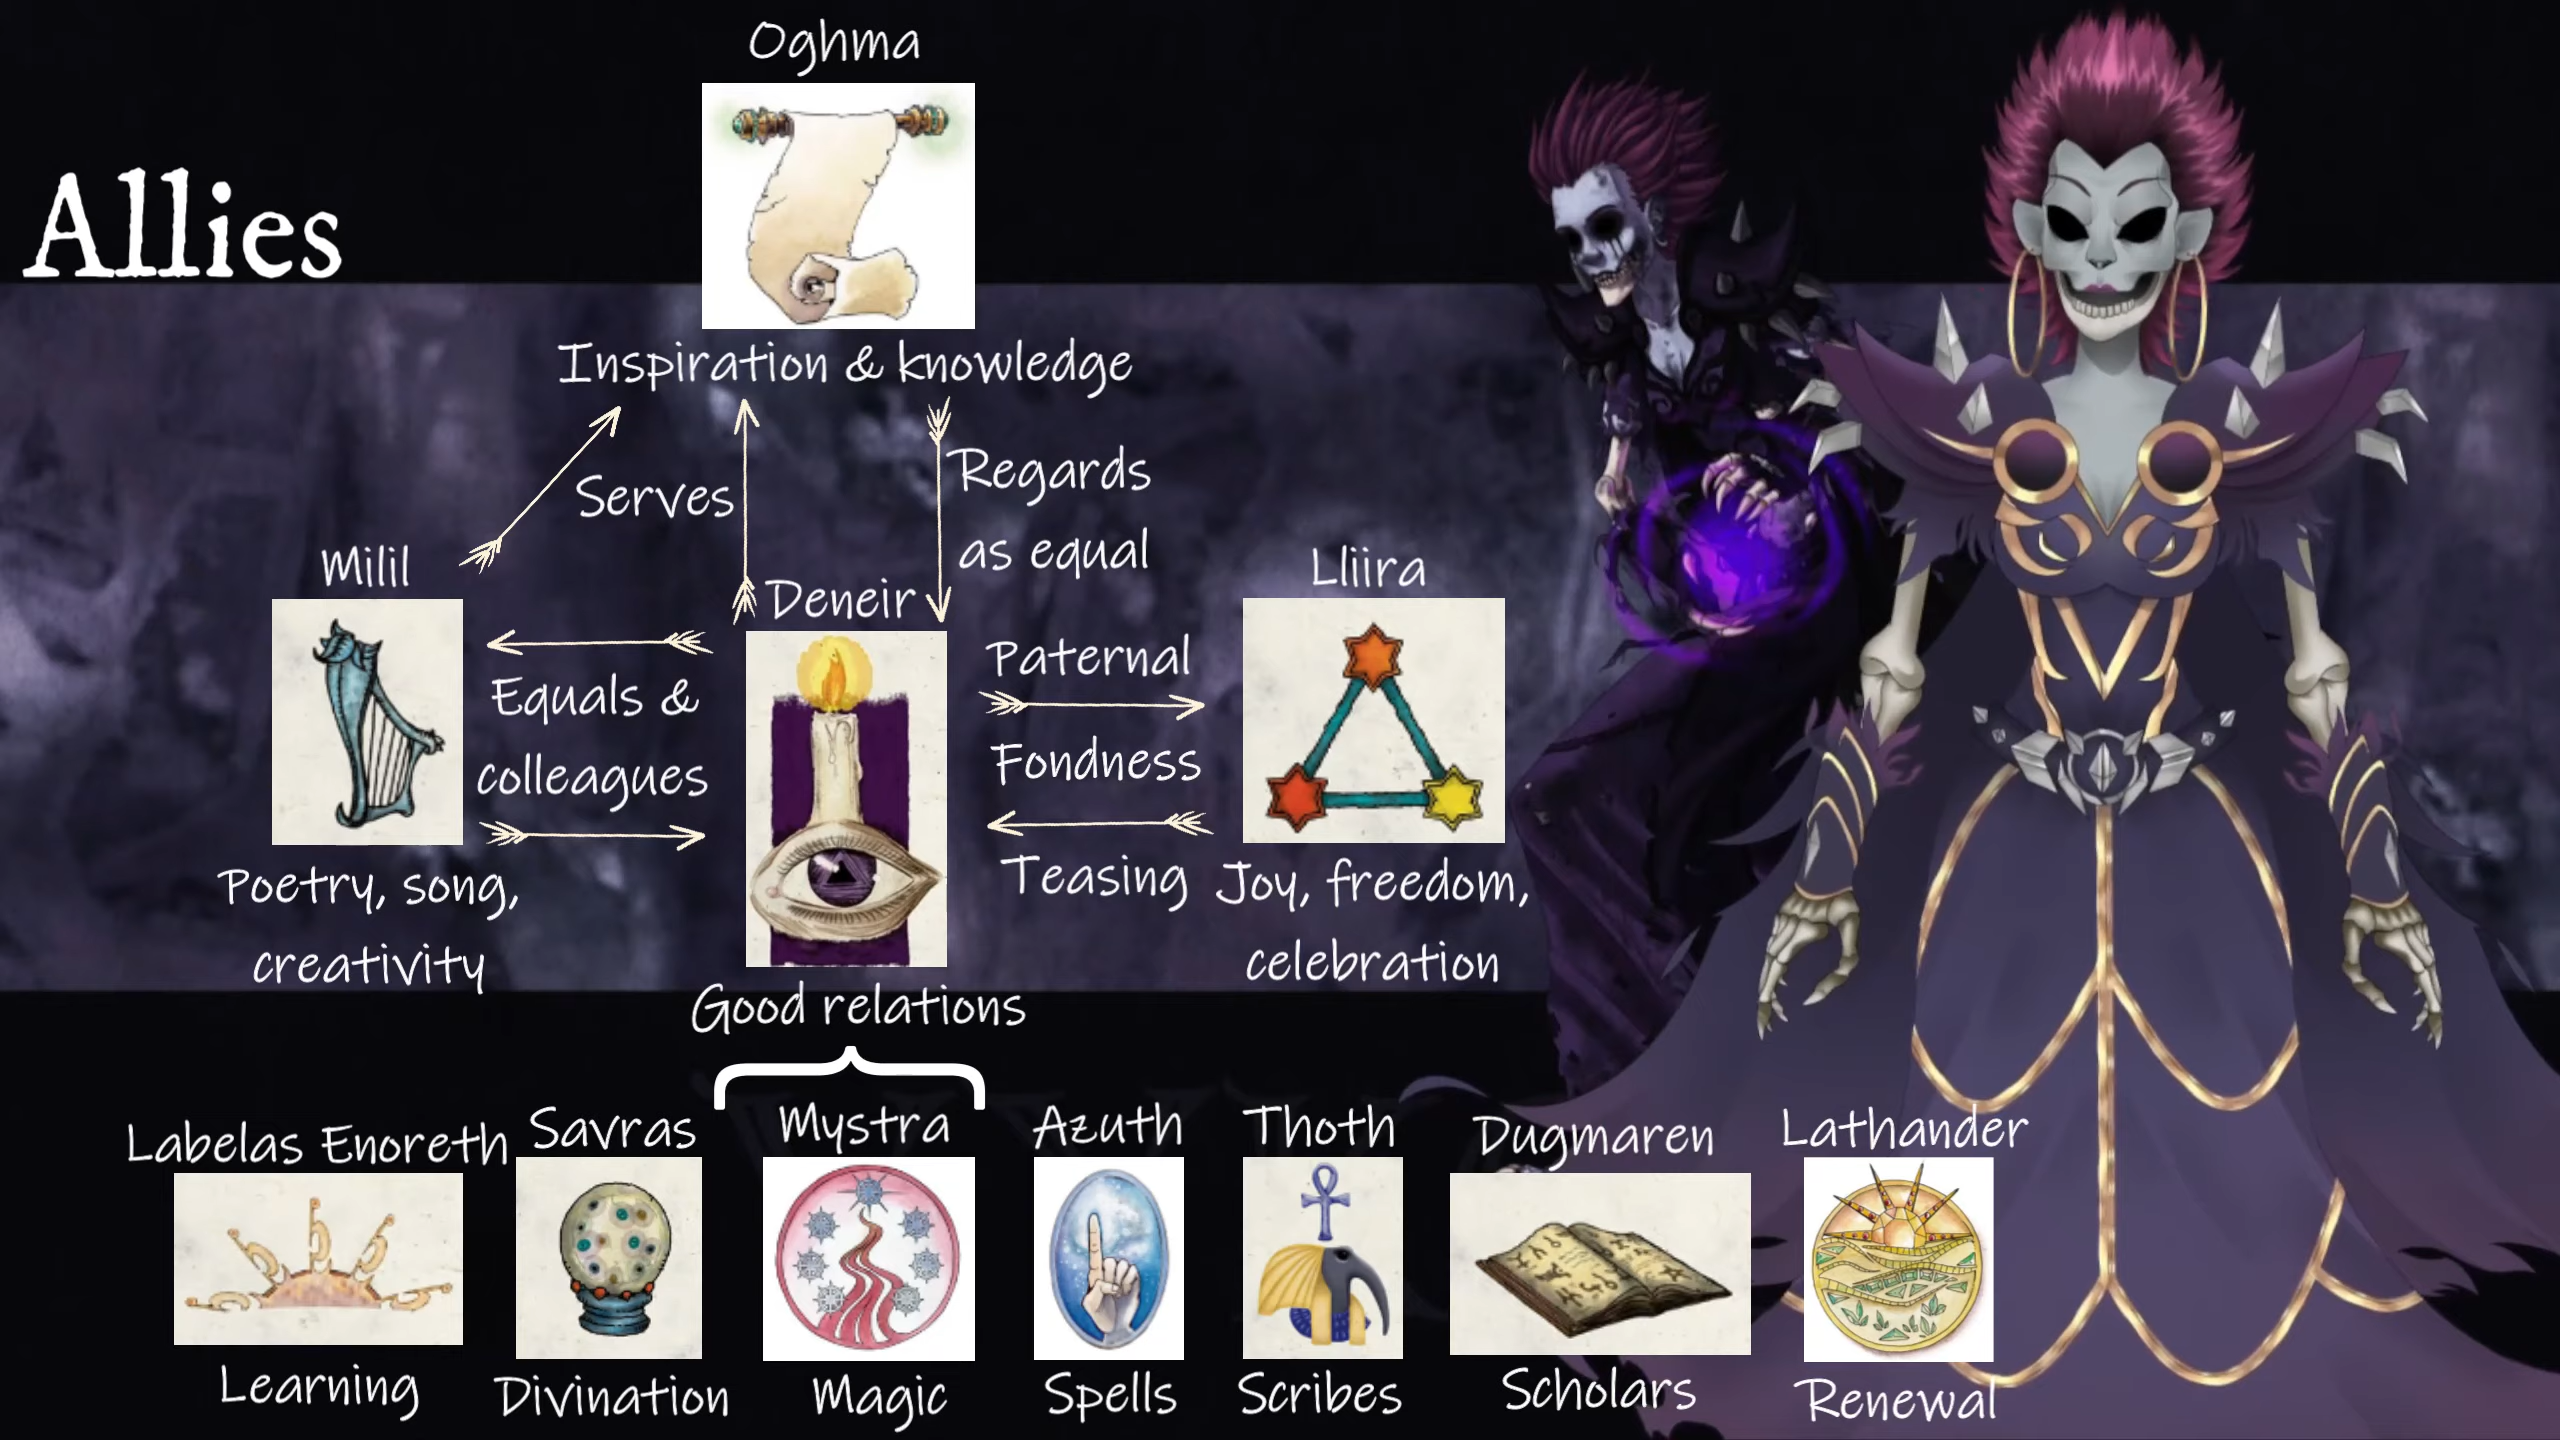 Oghma
Allies
Inspiration & knowledge
Serves
Regards
as equal
Milil
Deneir
Lliira
Equals &
colleagues
Paternal
Fondness
Teasing
Poetry, song,
creativity
Joy, freedom,
celebration
Good relations
Labelas Enoreth
Savras
Mystra
Azuth
Thoth
Dugmaren
Lathander
Learning
Divination
Magic
Spells
Scribes
Scholars
Renewal